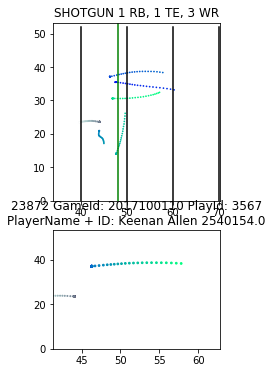 SHOTGUN 1 RB, 1 TE, 3 WR
50
40
30
20
10
0
40 50 60 70
23872 GameId: 2017100110 PlayId: 3567
PlayerName + ID: Keenan Allen 2540154.0
40
20
0
45 50 55 60